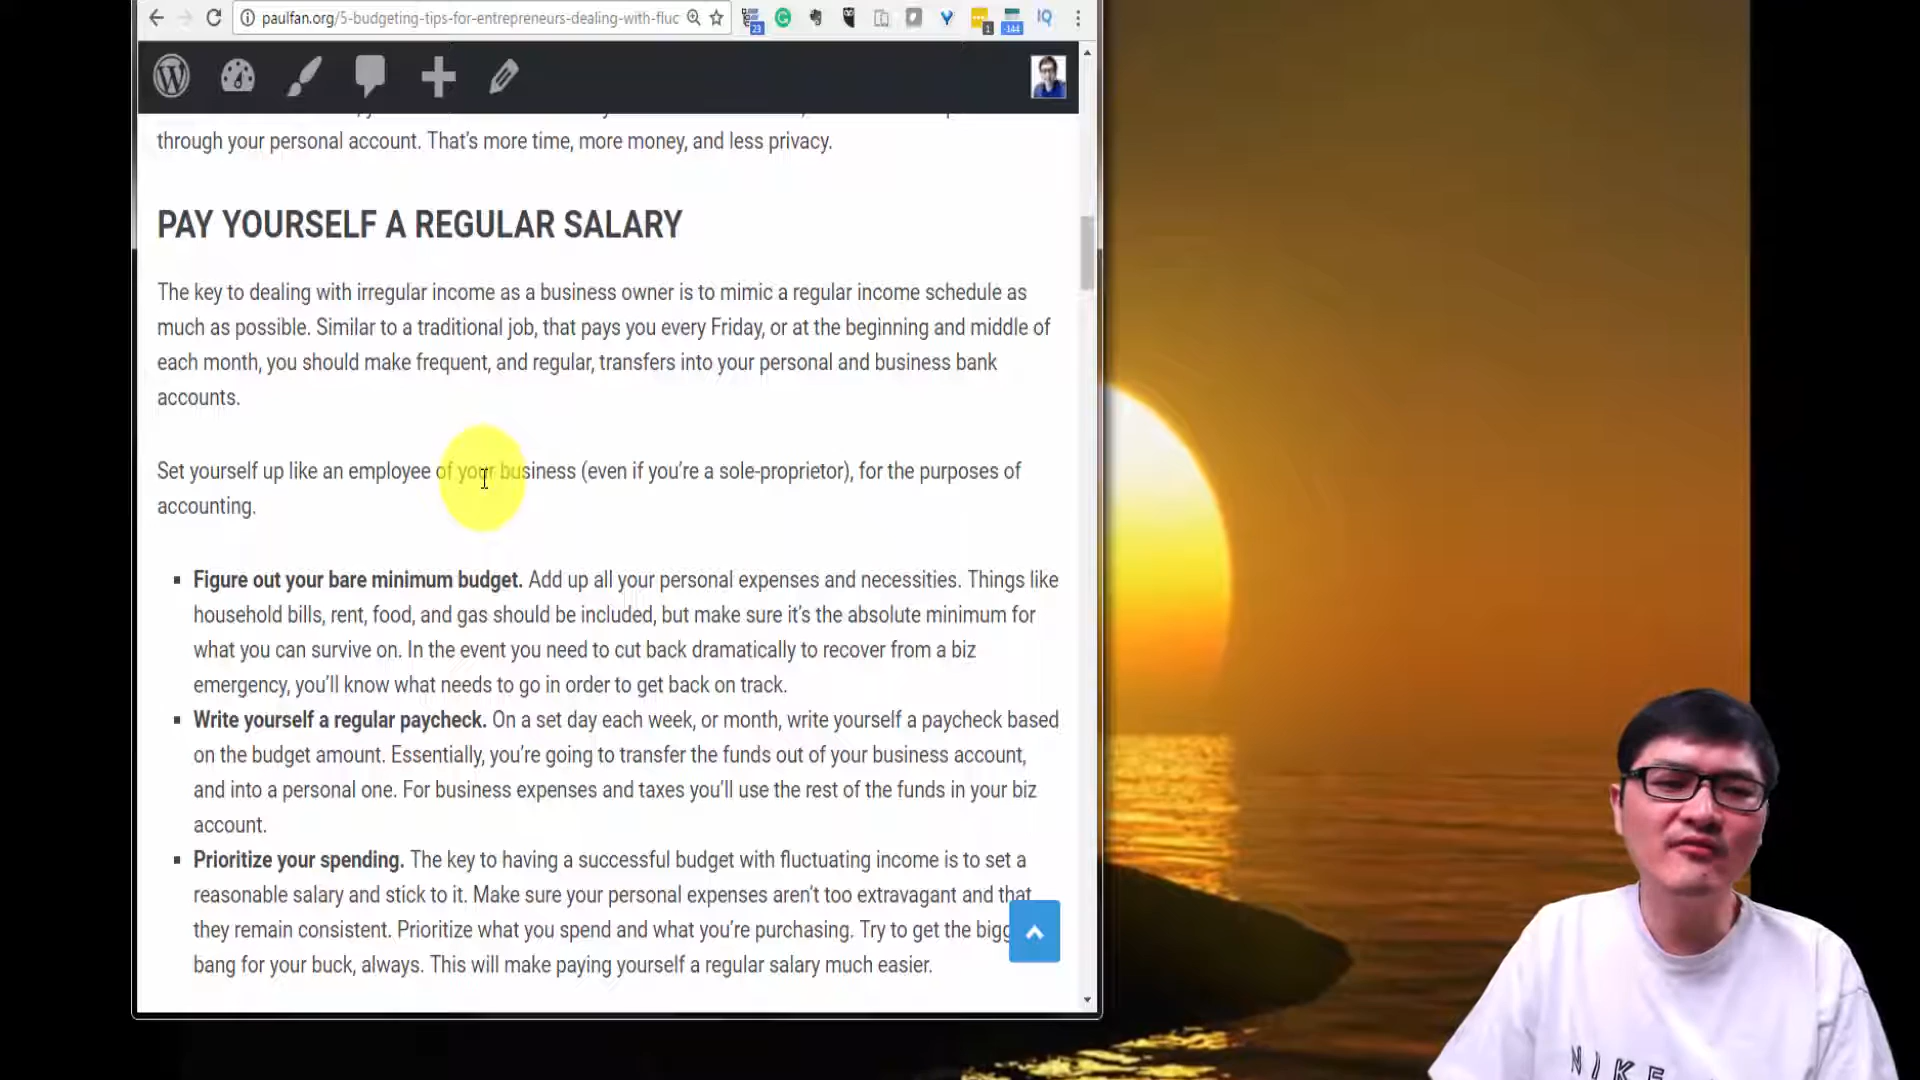 paulfan.org/5-budgeting-tips-for-entrepreneurs-dealing-with-fluc
23
1
-144
IQ
through your personal account. That's more time, more money, and less privacy.
PAY YOURSELF A REGULAR SALARY
The key to dealing with irregular income as a business owner is to mimic a regular income schedule as
much as possible. Similar to a traditional job, that pays you every Friday, or at the beginning and middle of
each month, you should make frequent, and regular, transfers into your personal and business bank
accounts.
Set yourself up like an employee of your business (even if you're a sole-proprietor), for the purposes of
accounting.
▪ Figure out your bare minimum budget. Add up all your personal expenses and necessities. Things like
household bills, rent, food, and gas should be included, but make sure it's the absolute minimum for
what you can survive on. In the event you need to cut back dramatically to recover from a biz
emergency, you'll know what needs to go in order to get back on track.
▪ Write yourself a regular paycheck. On a set day each week, or month, write yourself a paycheck based
on the budget amount. Essentially, you're going to transfer the funds out of your business account,
and into a personal one. For business expenses and taxes you'll use the rest of the funds in your biz
account.
▪ Prioritize your spending. The key to having a successful budget with fluctuating income is to set a
reasonable salary and stick to it. Make sure your personal expenses aren't too extravagant and that
they remain consistent. Prioritize what you spend and what you're purchasing. Try to get the bigg
bang for your buck, always. This will make paying yourself a regular salary much easier.
NIKE